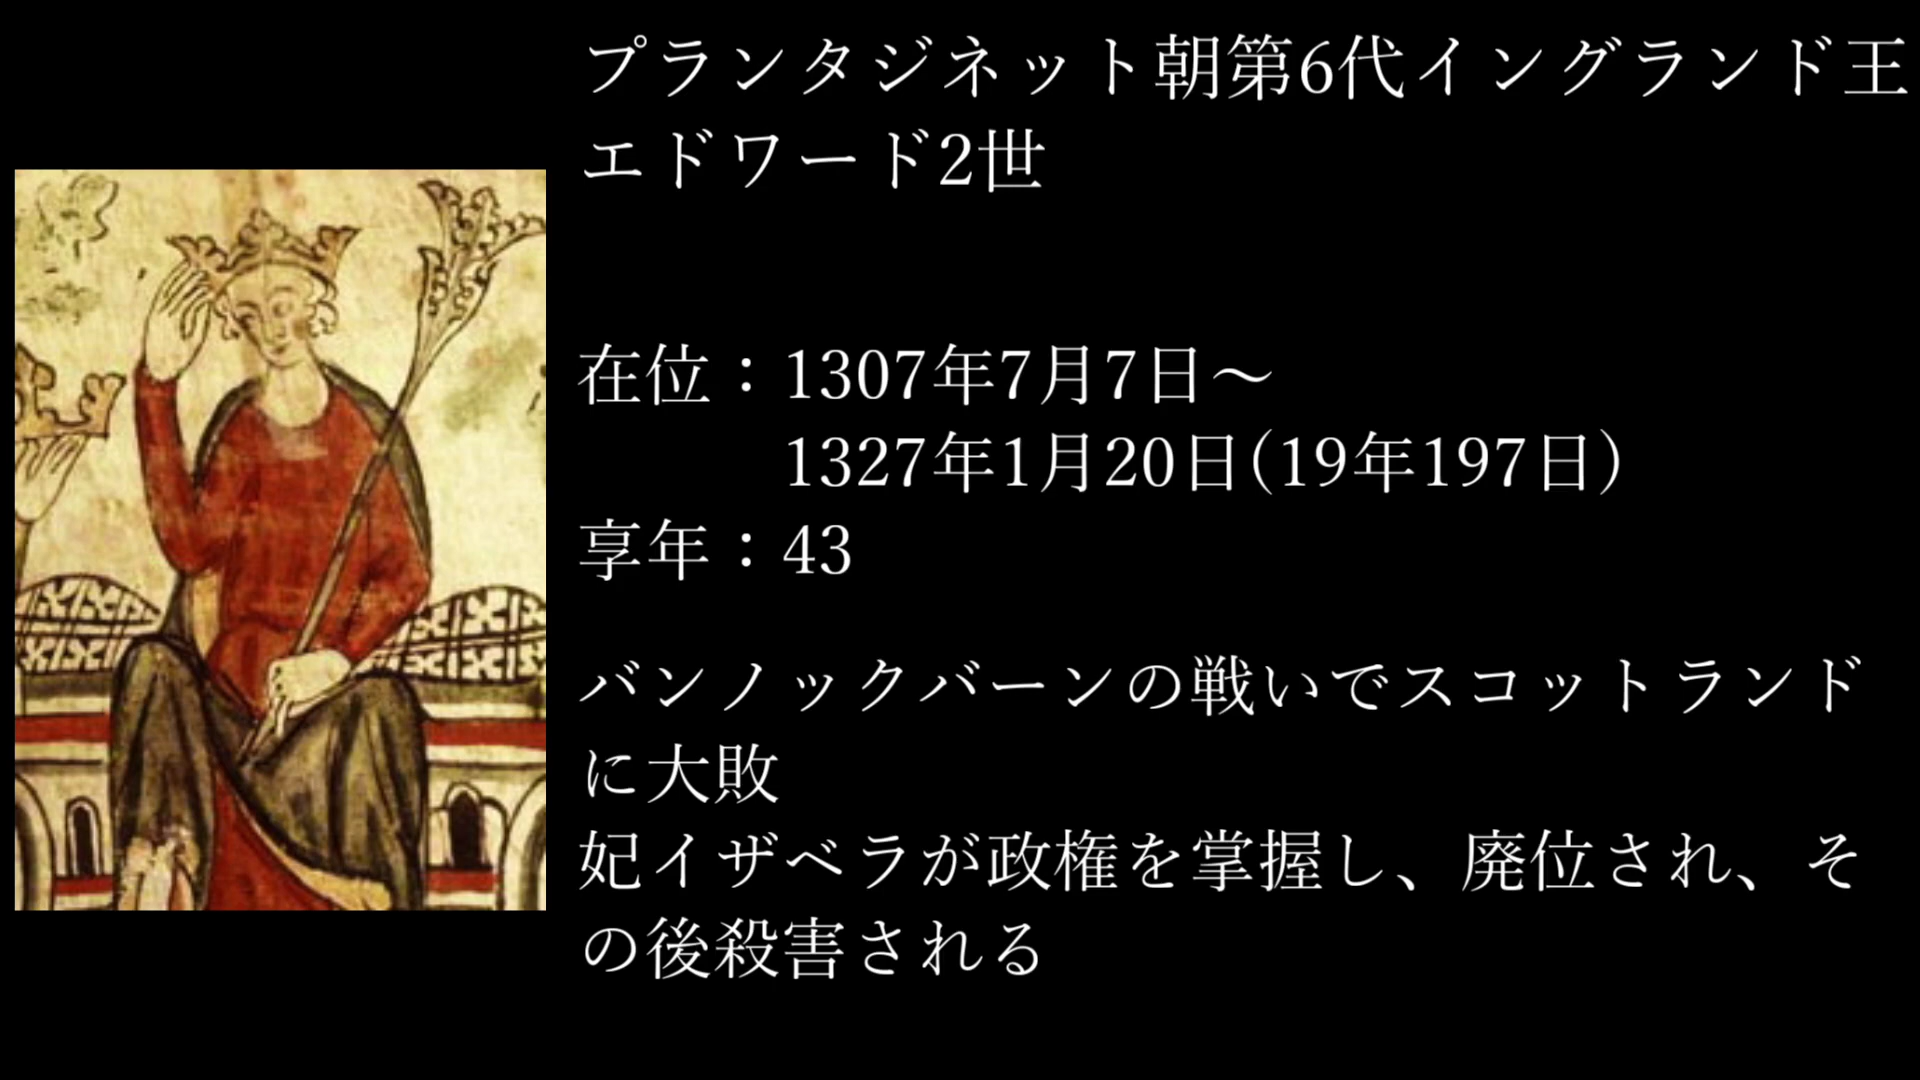 プランタジネット朝第6代イングランド王
エドワード2世
在位：1307年7月7日〜
1327年1月20日(19年197日)
享年：43
バンノックバーンの戦いでスコットランド
に大敗
妃イザベラが政権を掌握し、廃位され、そ
の後殺害される